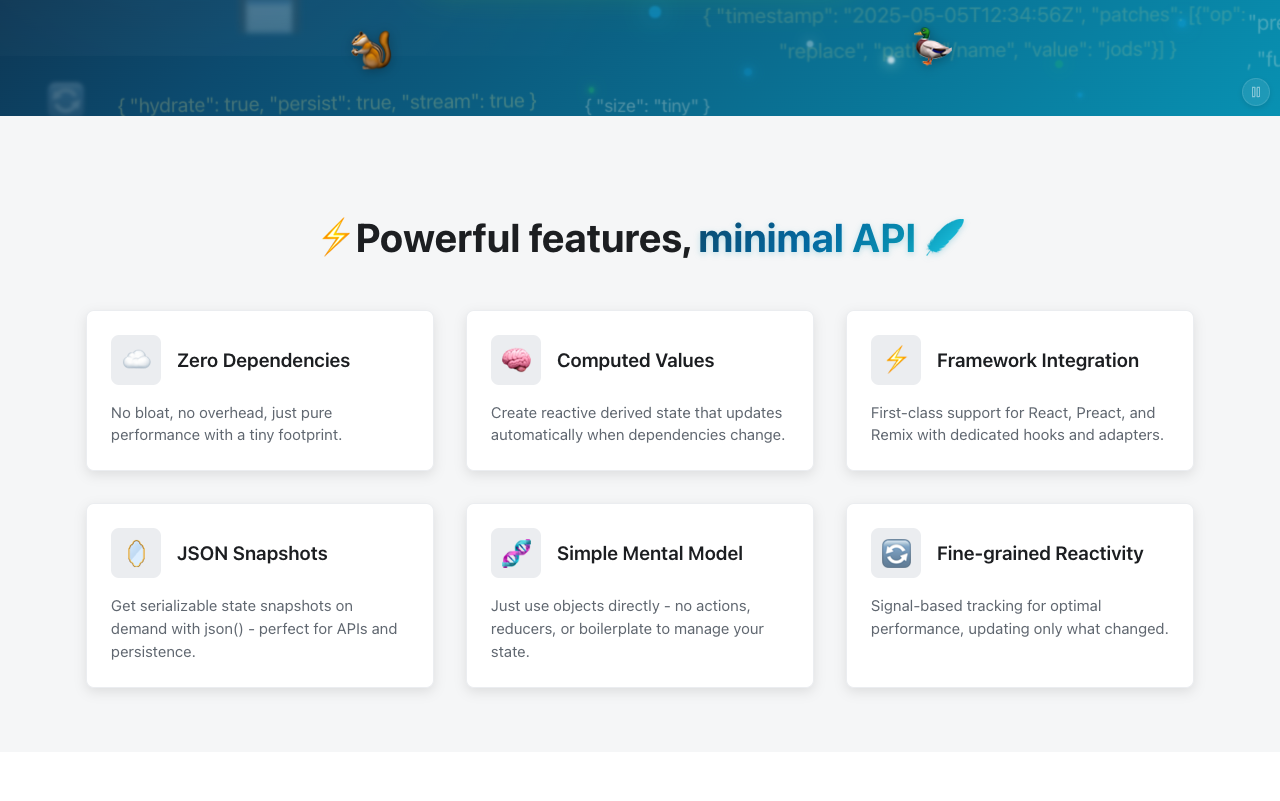 { "timestamp": "2025-05-05T12:34:56Z", "patches": [{"op":
"replace", "path": "/name", "value": "jods"}] }
{ "hydrate": true, "persist": true, "stream": true }
{ "size": "tiny" }
Powerful features, minimal API
Zero Dependencies
No bloat, no overhead, just pure
performance with a tiny footprint.
Computed Values
Create reactive derived state that updates
automatically when dependencies change.
Framework Integration
First-class support for React, Preact, and
Remix with dedicated hooks and adapters.
JSON Snapshots
Get serializable state snapshots on
demand with json() - perfect for APIs and
persistence.
Simple Mental Model
Just use objects directly - no actions,
reducers, or boilerplate to manage your
state.
Fine-grained Reactivity
Signal-based tracking for optimal
performance, updating only what changed.